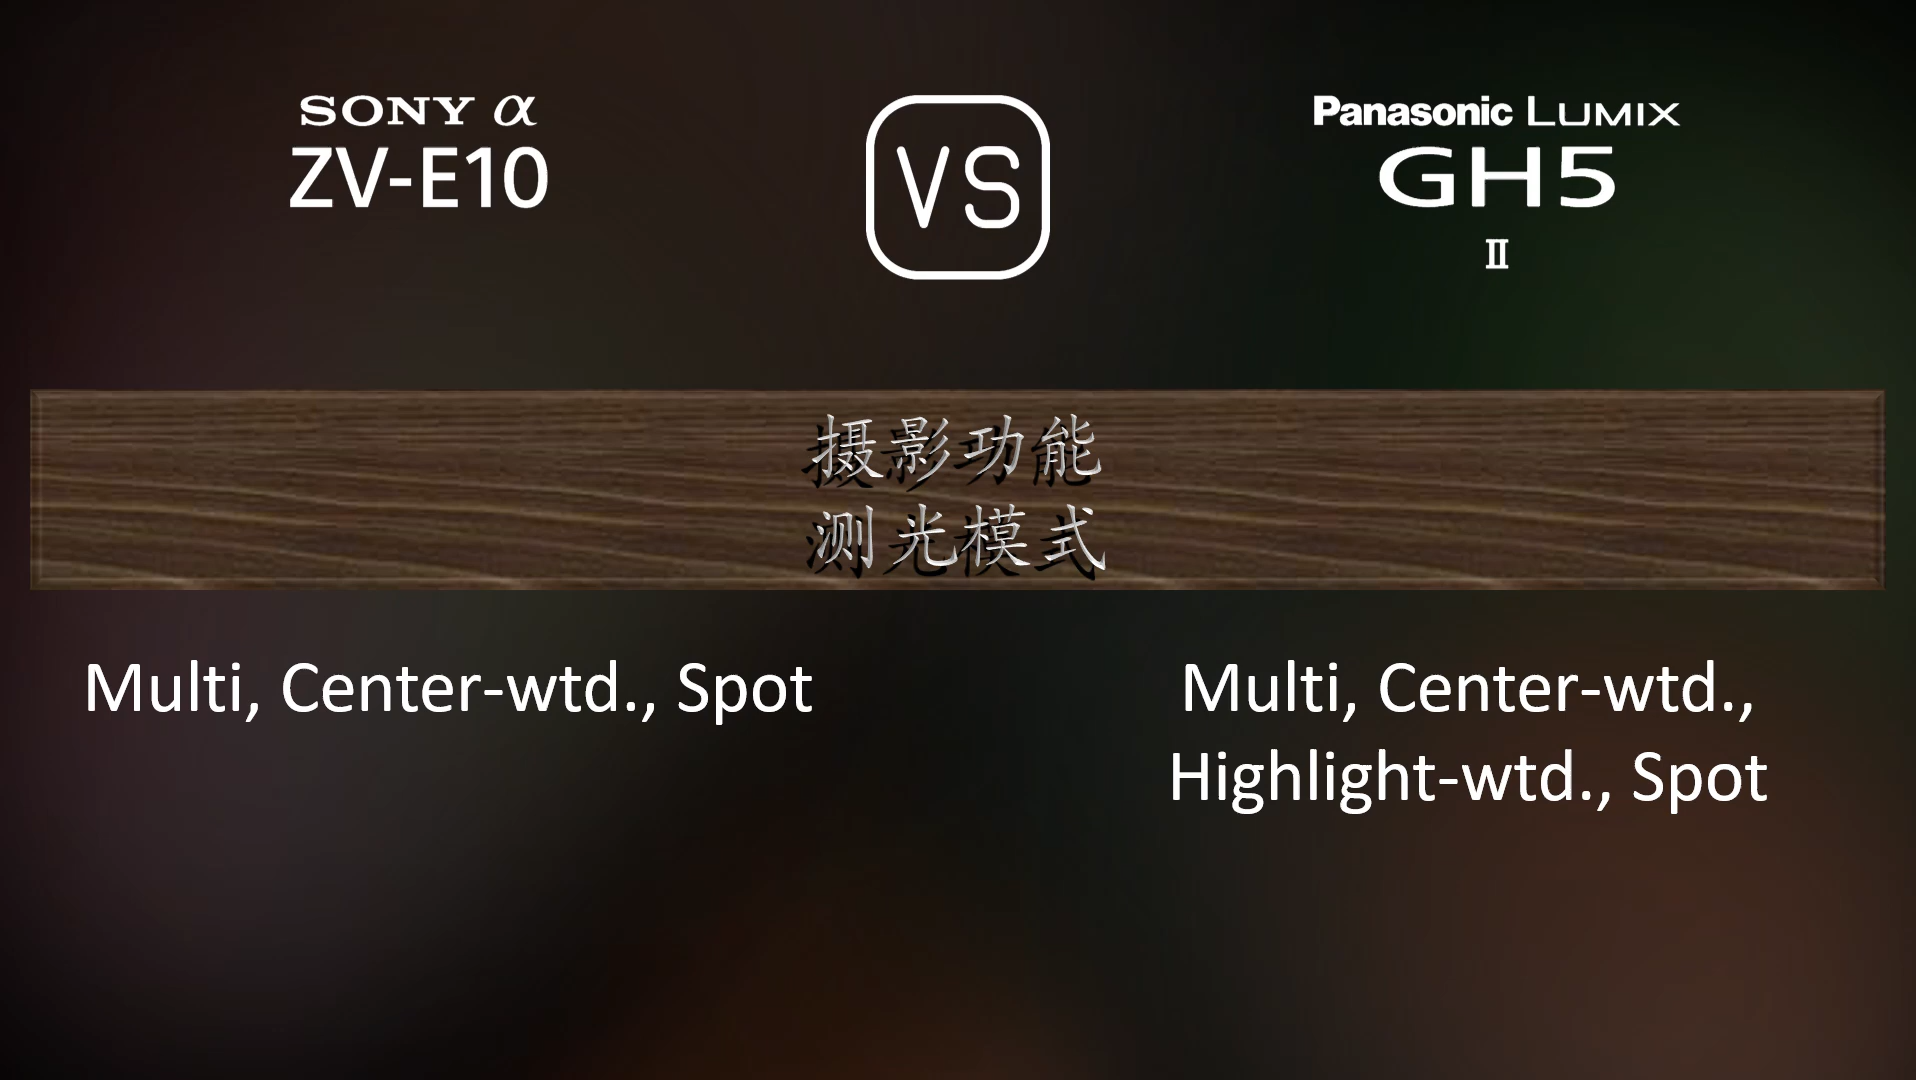 SONY α
ZV-E10
VS
Panasonic LUMIX
GH5
II
摄影功能
测光模式
Multi, Center-wtd., Spot
Multi, Center-wtd.,
Highlight-wtd., Spot